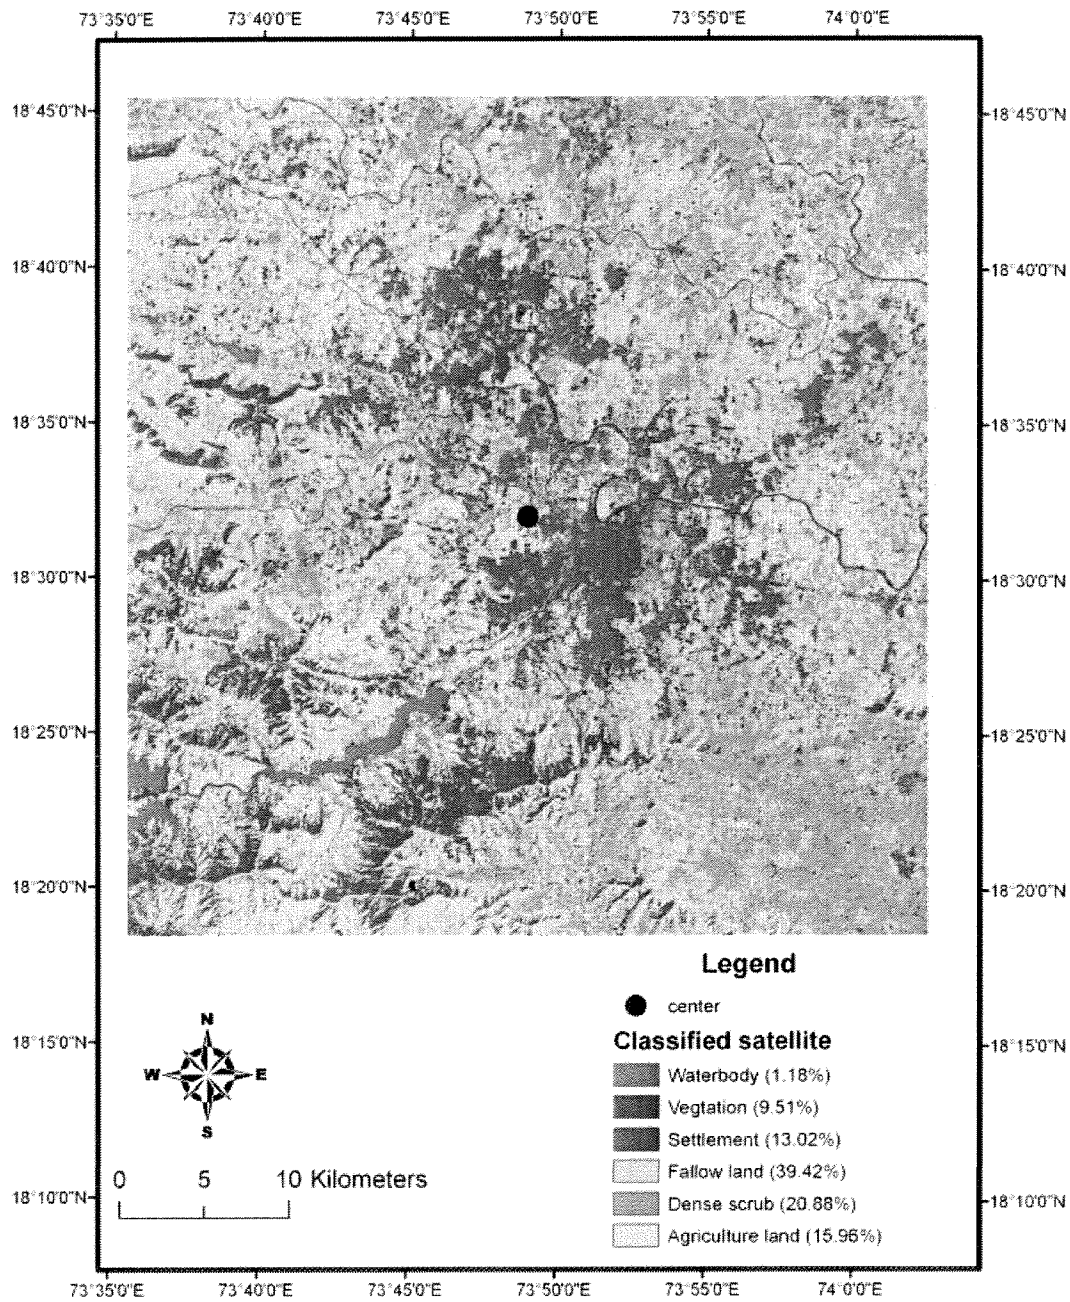 73°35'0"E 73°40'0"E 73°45'0"E 73°50'0"E 73°55'0"E 74°0'0"E
18°45'0"N 18°45'0"N
18°40'0"N 18°40'0"N
18°35'0"N 18°35'0"N
18°30'0"N 18°30'0"N
18°25'0"N 18°25'0"N
18°20'0"N 18°20'0"N
Legend
center
Classified satellite
N
W E
S
18°15'0"N 18°15'0"N
Waterbody (1.18%)
Vegtation (9.51%)
Settlement (13.02%)
Fallow land (39.42%)
Dense scrub (20.88%)
Agriculture land (15.96%)
0 5 10 Kilometers
18°10'0"N 18°10'0"N
73°35'0"E 73°40'0"E 73°45'0"E 73°50'0"E 73°55'0"E 74°0'0"E